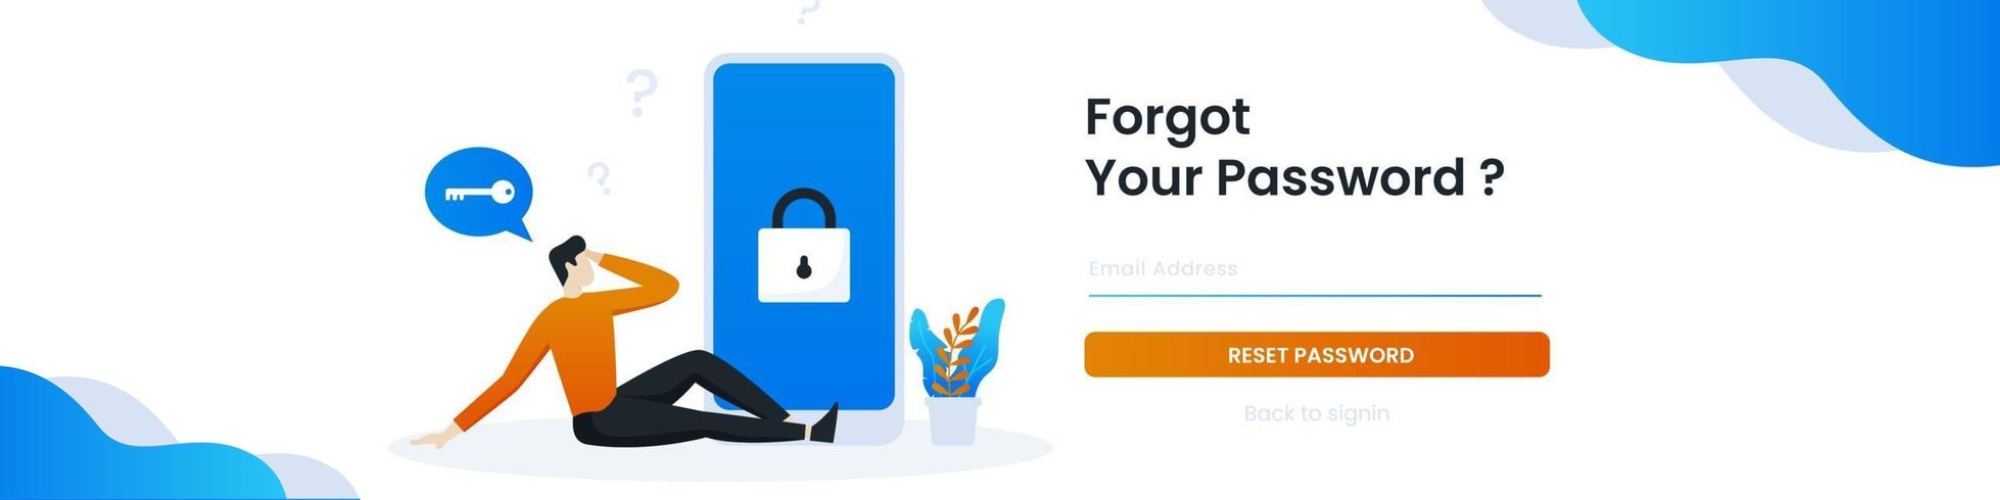 Forgot
Your Password ?
Email Address
RESET PASSWORD
Back to signin